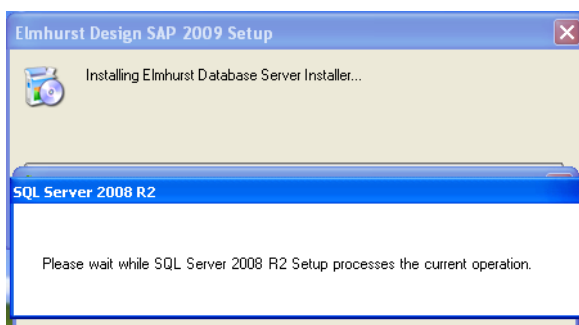 Elmhurst Design SAP 2009 Setup
Installing Elmhurst Database Server Installer...
SQL Server 2008 R2
Please wait while SQL Server 2008 R2 Setup processes the current operation.